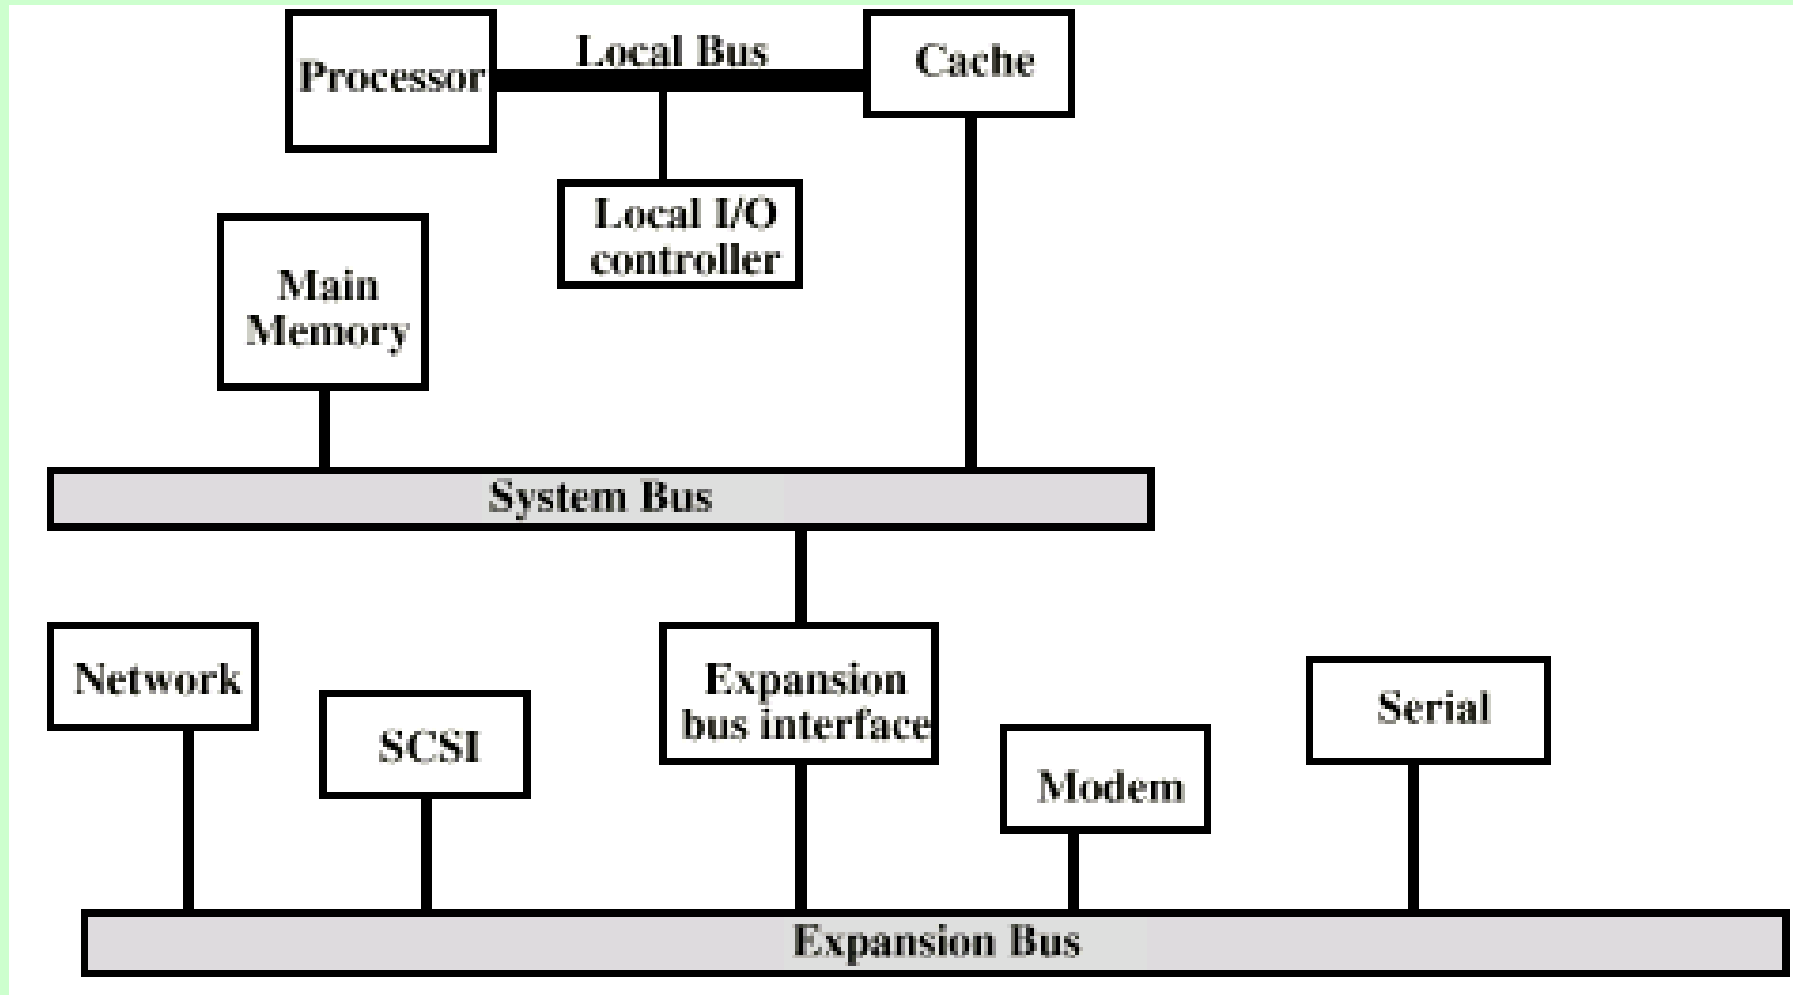 Processor
Local Bus
Cache
Local I/O
controller
Main
Memory
System Bus
Network
SCSI
Expansion
bus interface
Modem
Serial
Expansion Bus